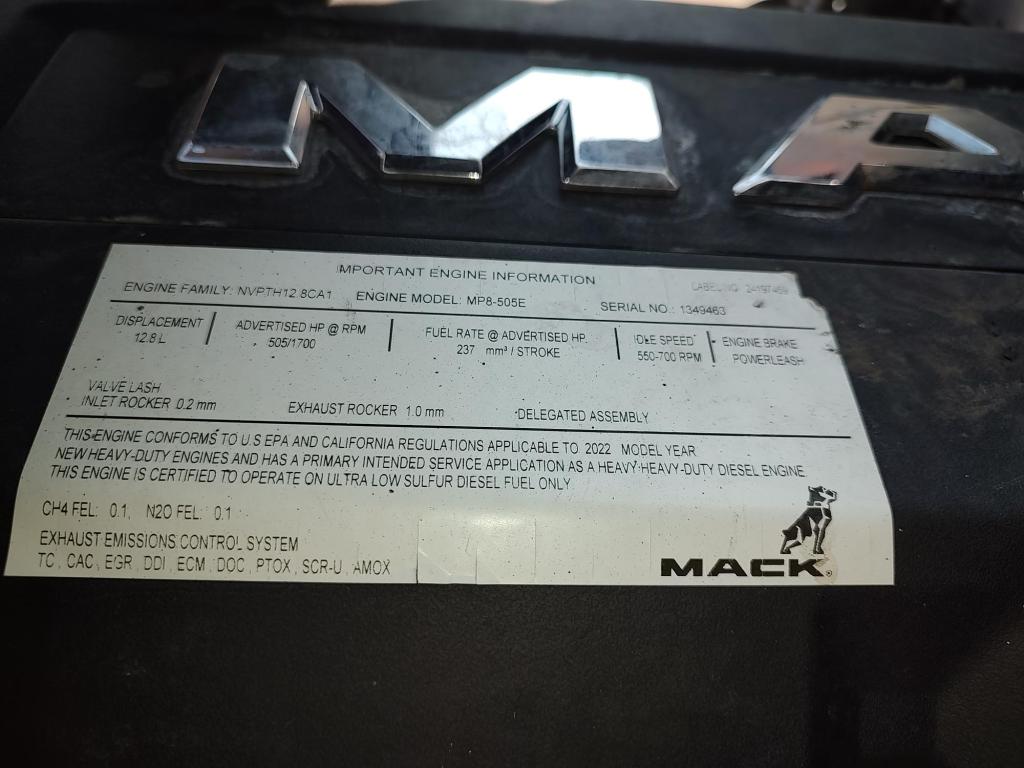 MA
IMPORTANT ENGINE INFORMATION
LABEL NO. 24197459
ENGINE FAMILY: NVPTH12.8CA1 ENGINE MODEL: MP8-505E SERIAL NO: 1349463
DISPLACEMENT ADVERTISED HP @ RPM FUEL RATE @ ADVERTISED HP. IDLE SPEED ENGINE BRAKE
12.8 L 505/1700 237 mm³ / STROKE 550-700 RPM POWERLEASH
VALVE LASH
INLET ROCKER 0.2 mm EXHAUST ROCKER 1.0 mm DELEGATED ASSEMBLY
THIS ENGINE CONFORMS TO U S EPA AND CALIFORNIA REGULATIONS APPLICABLE TO 2022 MODEL YEAR
NEW HEAVY-DUTY ENGINES AND HAS A PRIMARY INTENDED SERVICE APPLICATION AS A HEAVY-HEAVY-DUTY DIESEL ENGINE
THIS ENGINE IS CERTIFIED TO OPERATE ON ULTRA LOW SULFUR DIESEL FUEL ONLY
CH4 FEL: 0.1, N2O FEL: 0.1
EXHAUST EMISSIONS CONTROL SYSTEM
TC, CAC, EGR, DDI, ECM, DOC, PTOX, SCR-U, AMOX
MACK®